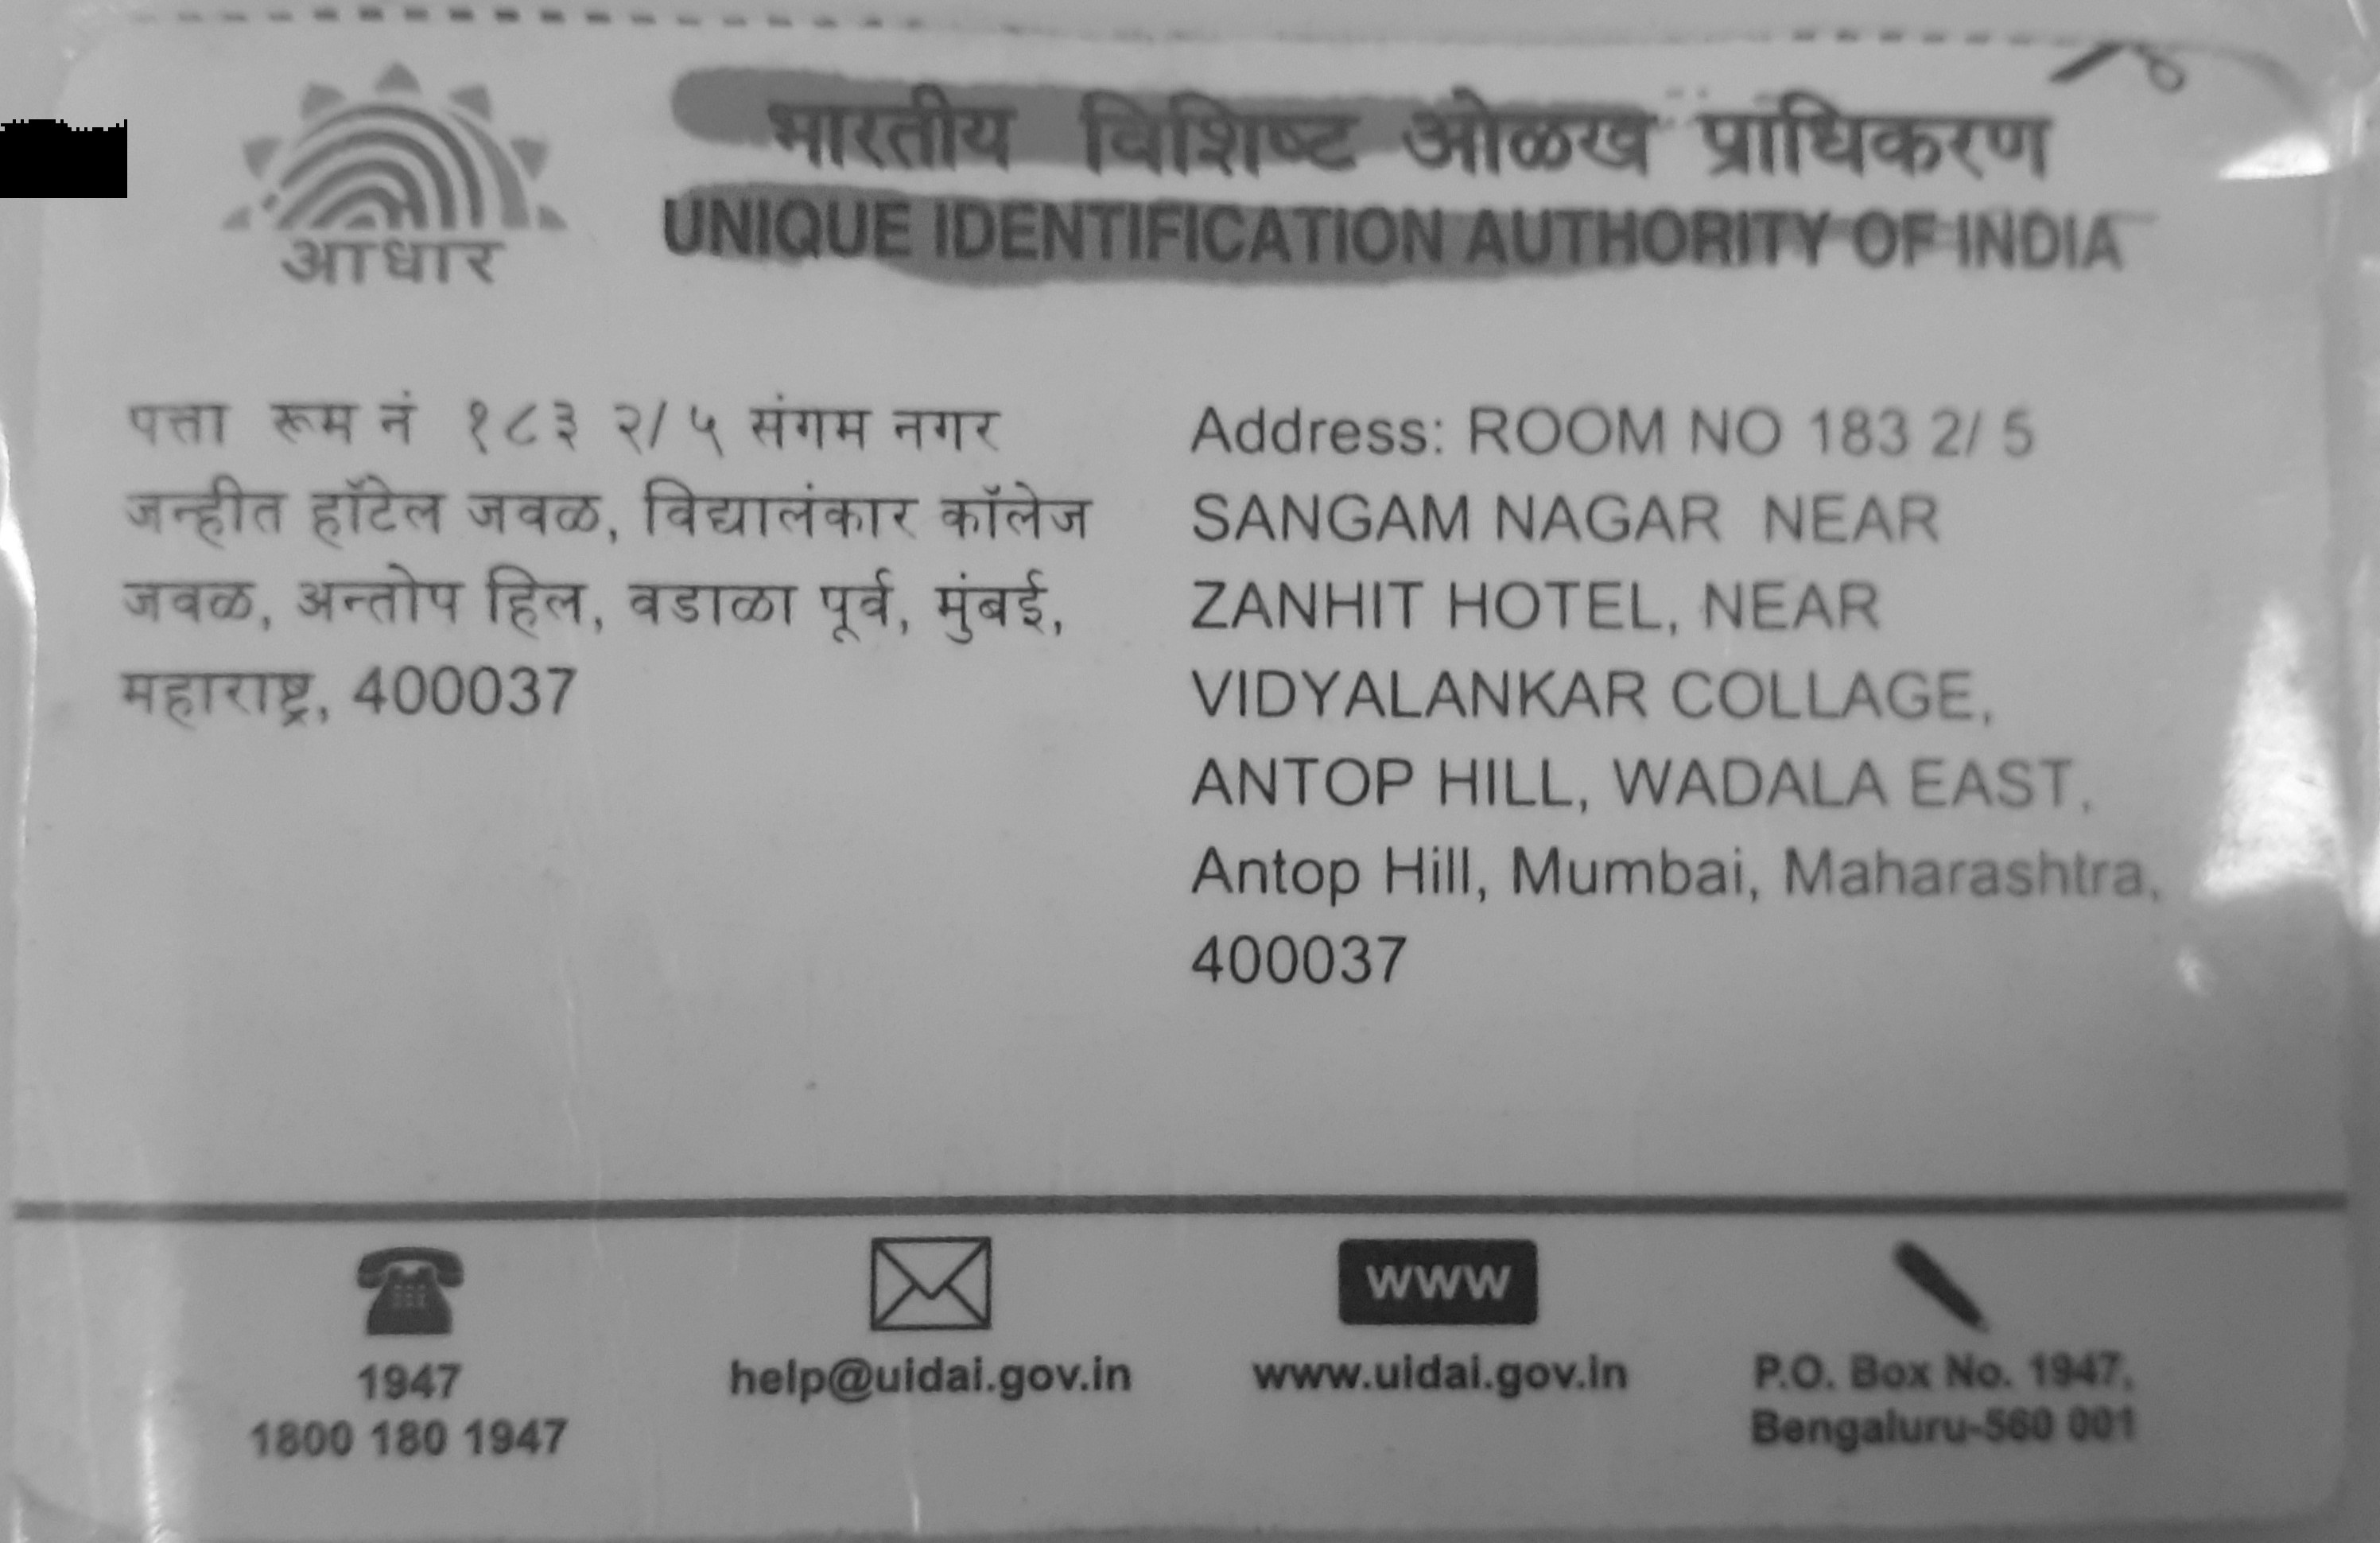 भारतीय विशिष्ट ओळख प्राधिकरण
UNIQUE IDENTIFICATION AUTHORITY OF INDIA
आधार
पत्ता रूम नं १८३ २/ ५ संगम नगर
जन्हीत हॉटेल जवळ, विद्यालंकार कॉलेज
जवळ, अन्तोप हिल, वडाळा पूर्व, मुंबई,
महाराष्ट्र, 400037
Address: ROOM NO 183 2/ 5
SANGAM NAGAR NEAR
ZANHIT HOTEL, NEAR
VIDYALANKAR COLLAGE,
ANTOP HILL, WADALA EAST,
Antop Hill, Mumbai, Maharashtra,
400037
1947
1800 180 1947
help@uidai.gov.in
www
www.uidai.gov.in
P.O. Box No. 1947,
Bengaluru-560 001